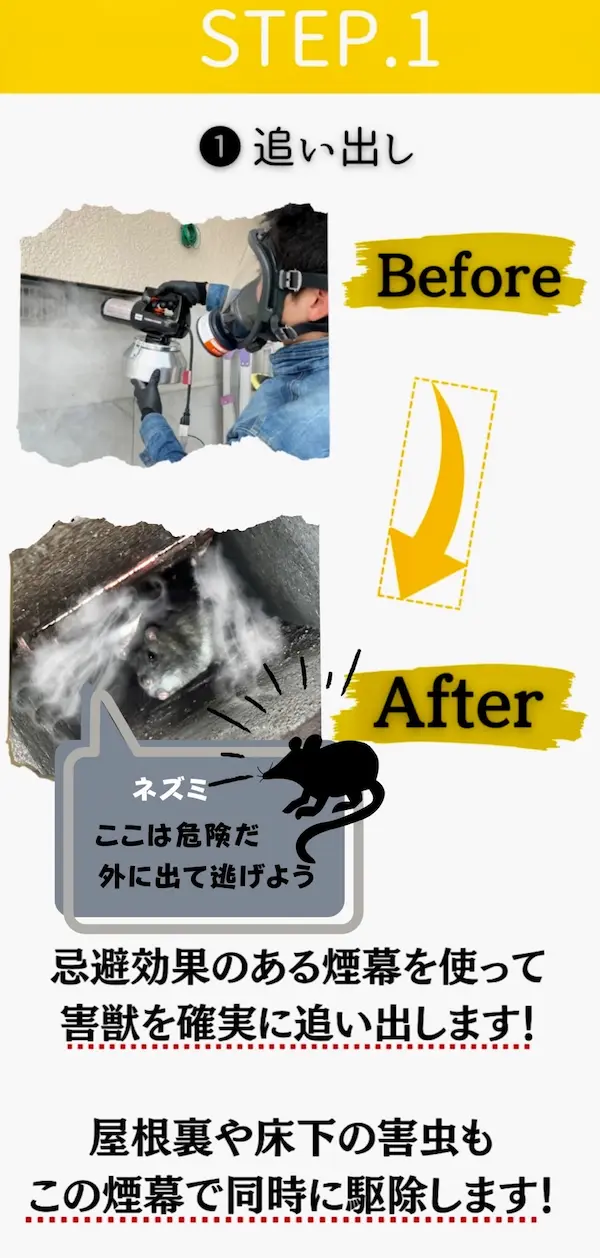 STEP.1
❶ 追い出し
Before
After
ネズミ
ここは危険だ
外に出て逃げよう
忌避効果のある煙幕を使って
害獣を確実に追い出します!
屋根裏や床下の害虫も
この煙幕で同時に駆除します!